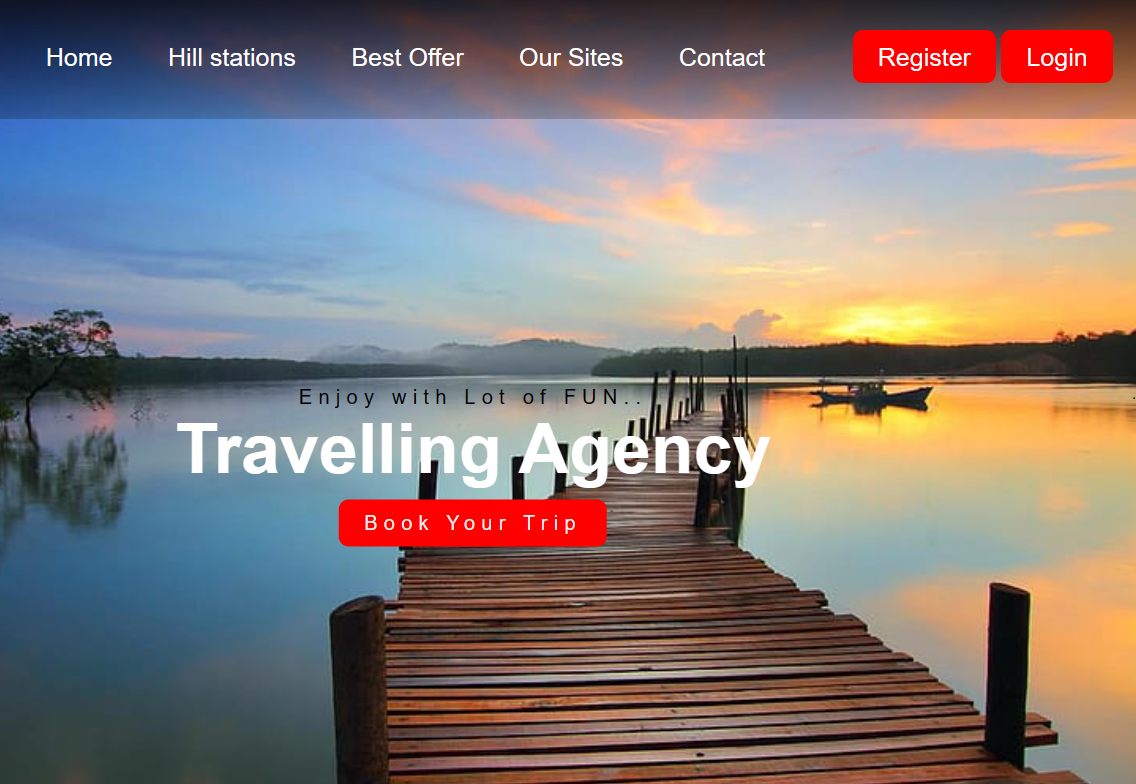 Home Hill stations Best Offer Our Sites Contact Register Login
Enjoy with Lot of FUN..
Travelling Agency
Book Your Trip